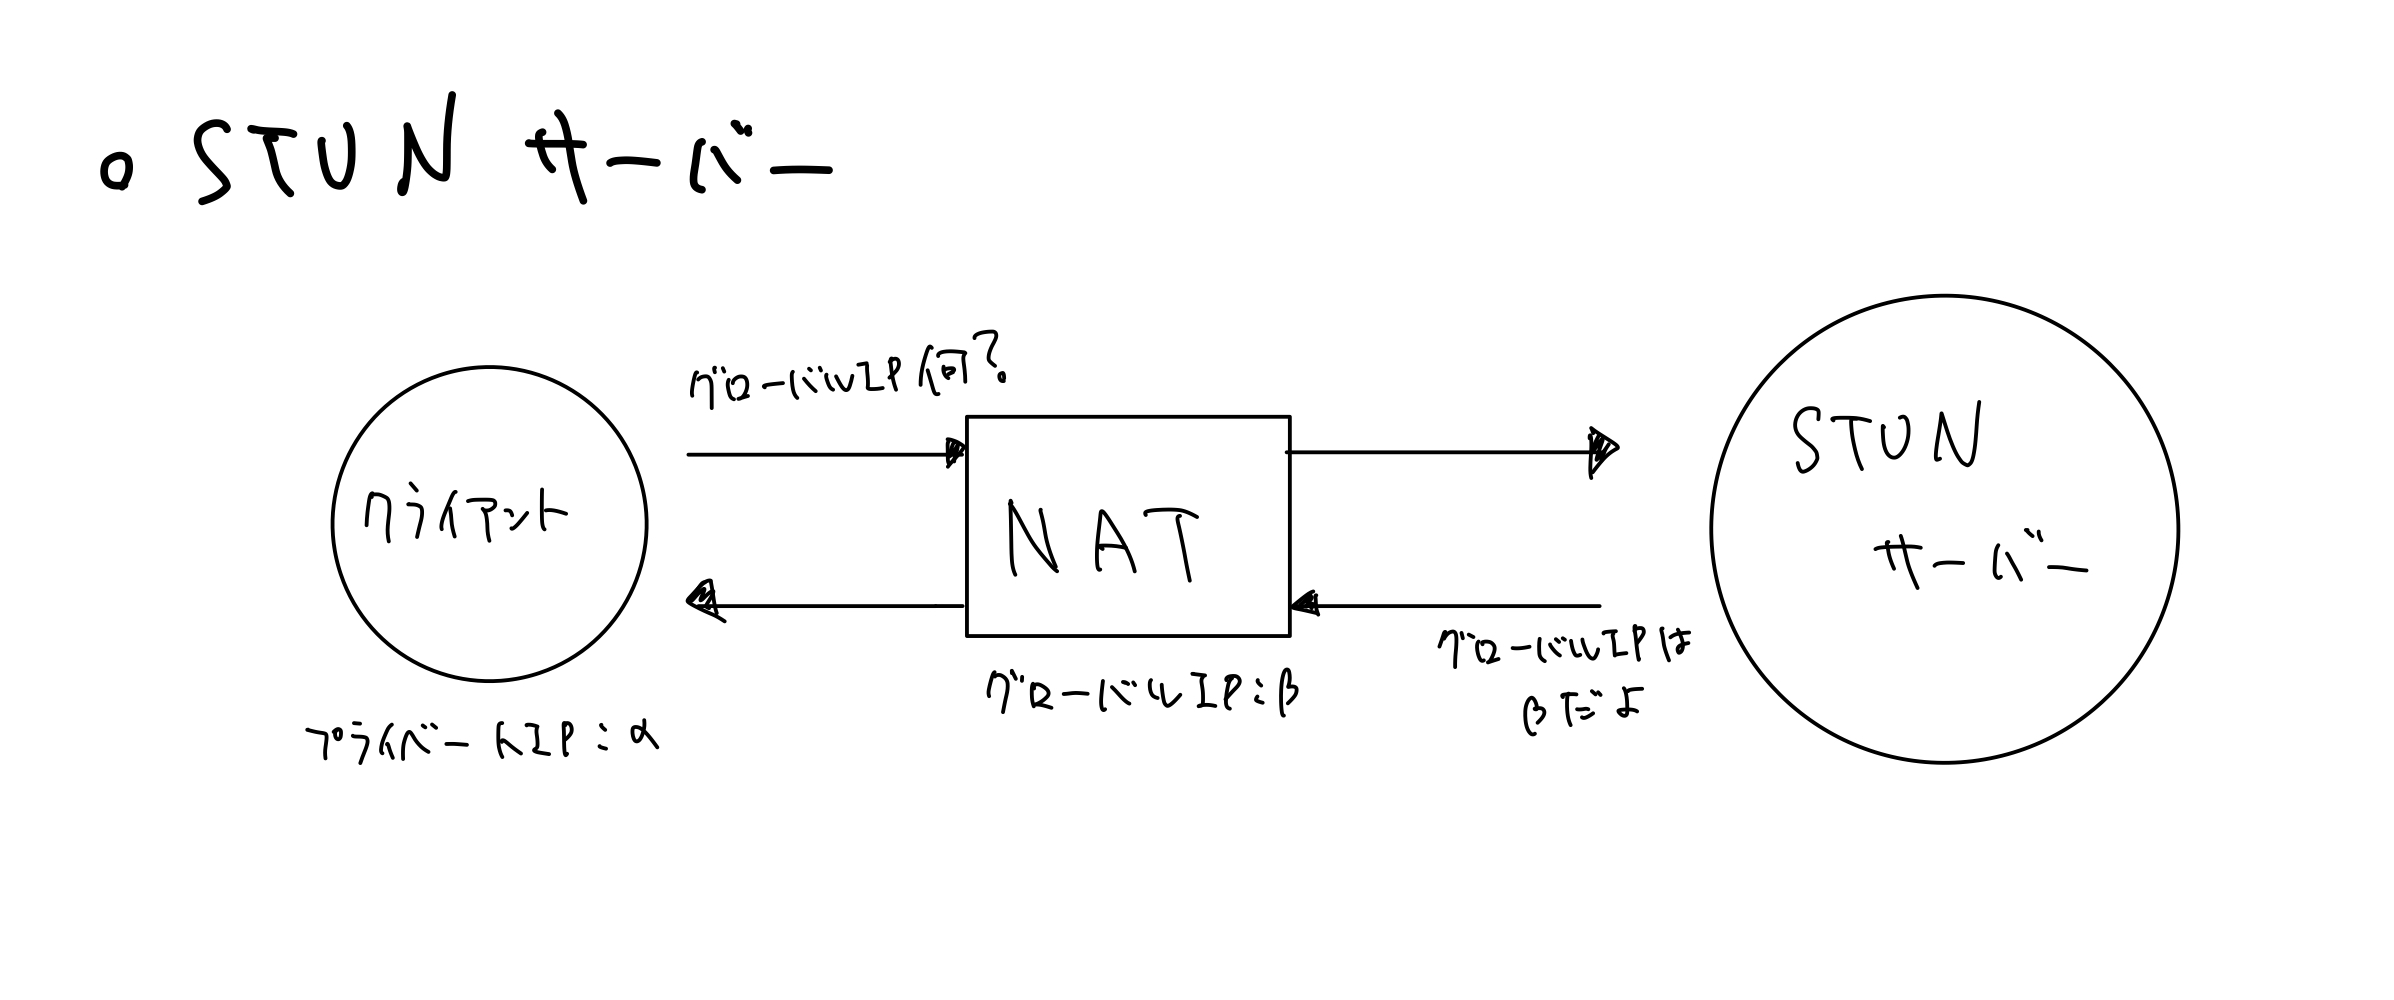 ○ STUN サーバー
グローバルIP何?
クライアント
NAT
STUN
サーバー
プライバートIP:α
グローバルIP:β
グローバルIPは
βだよ